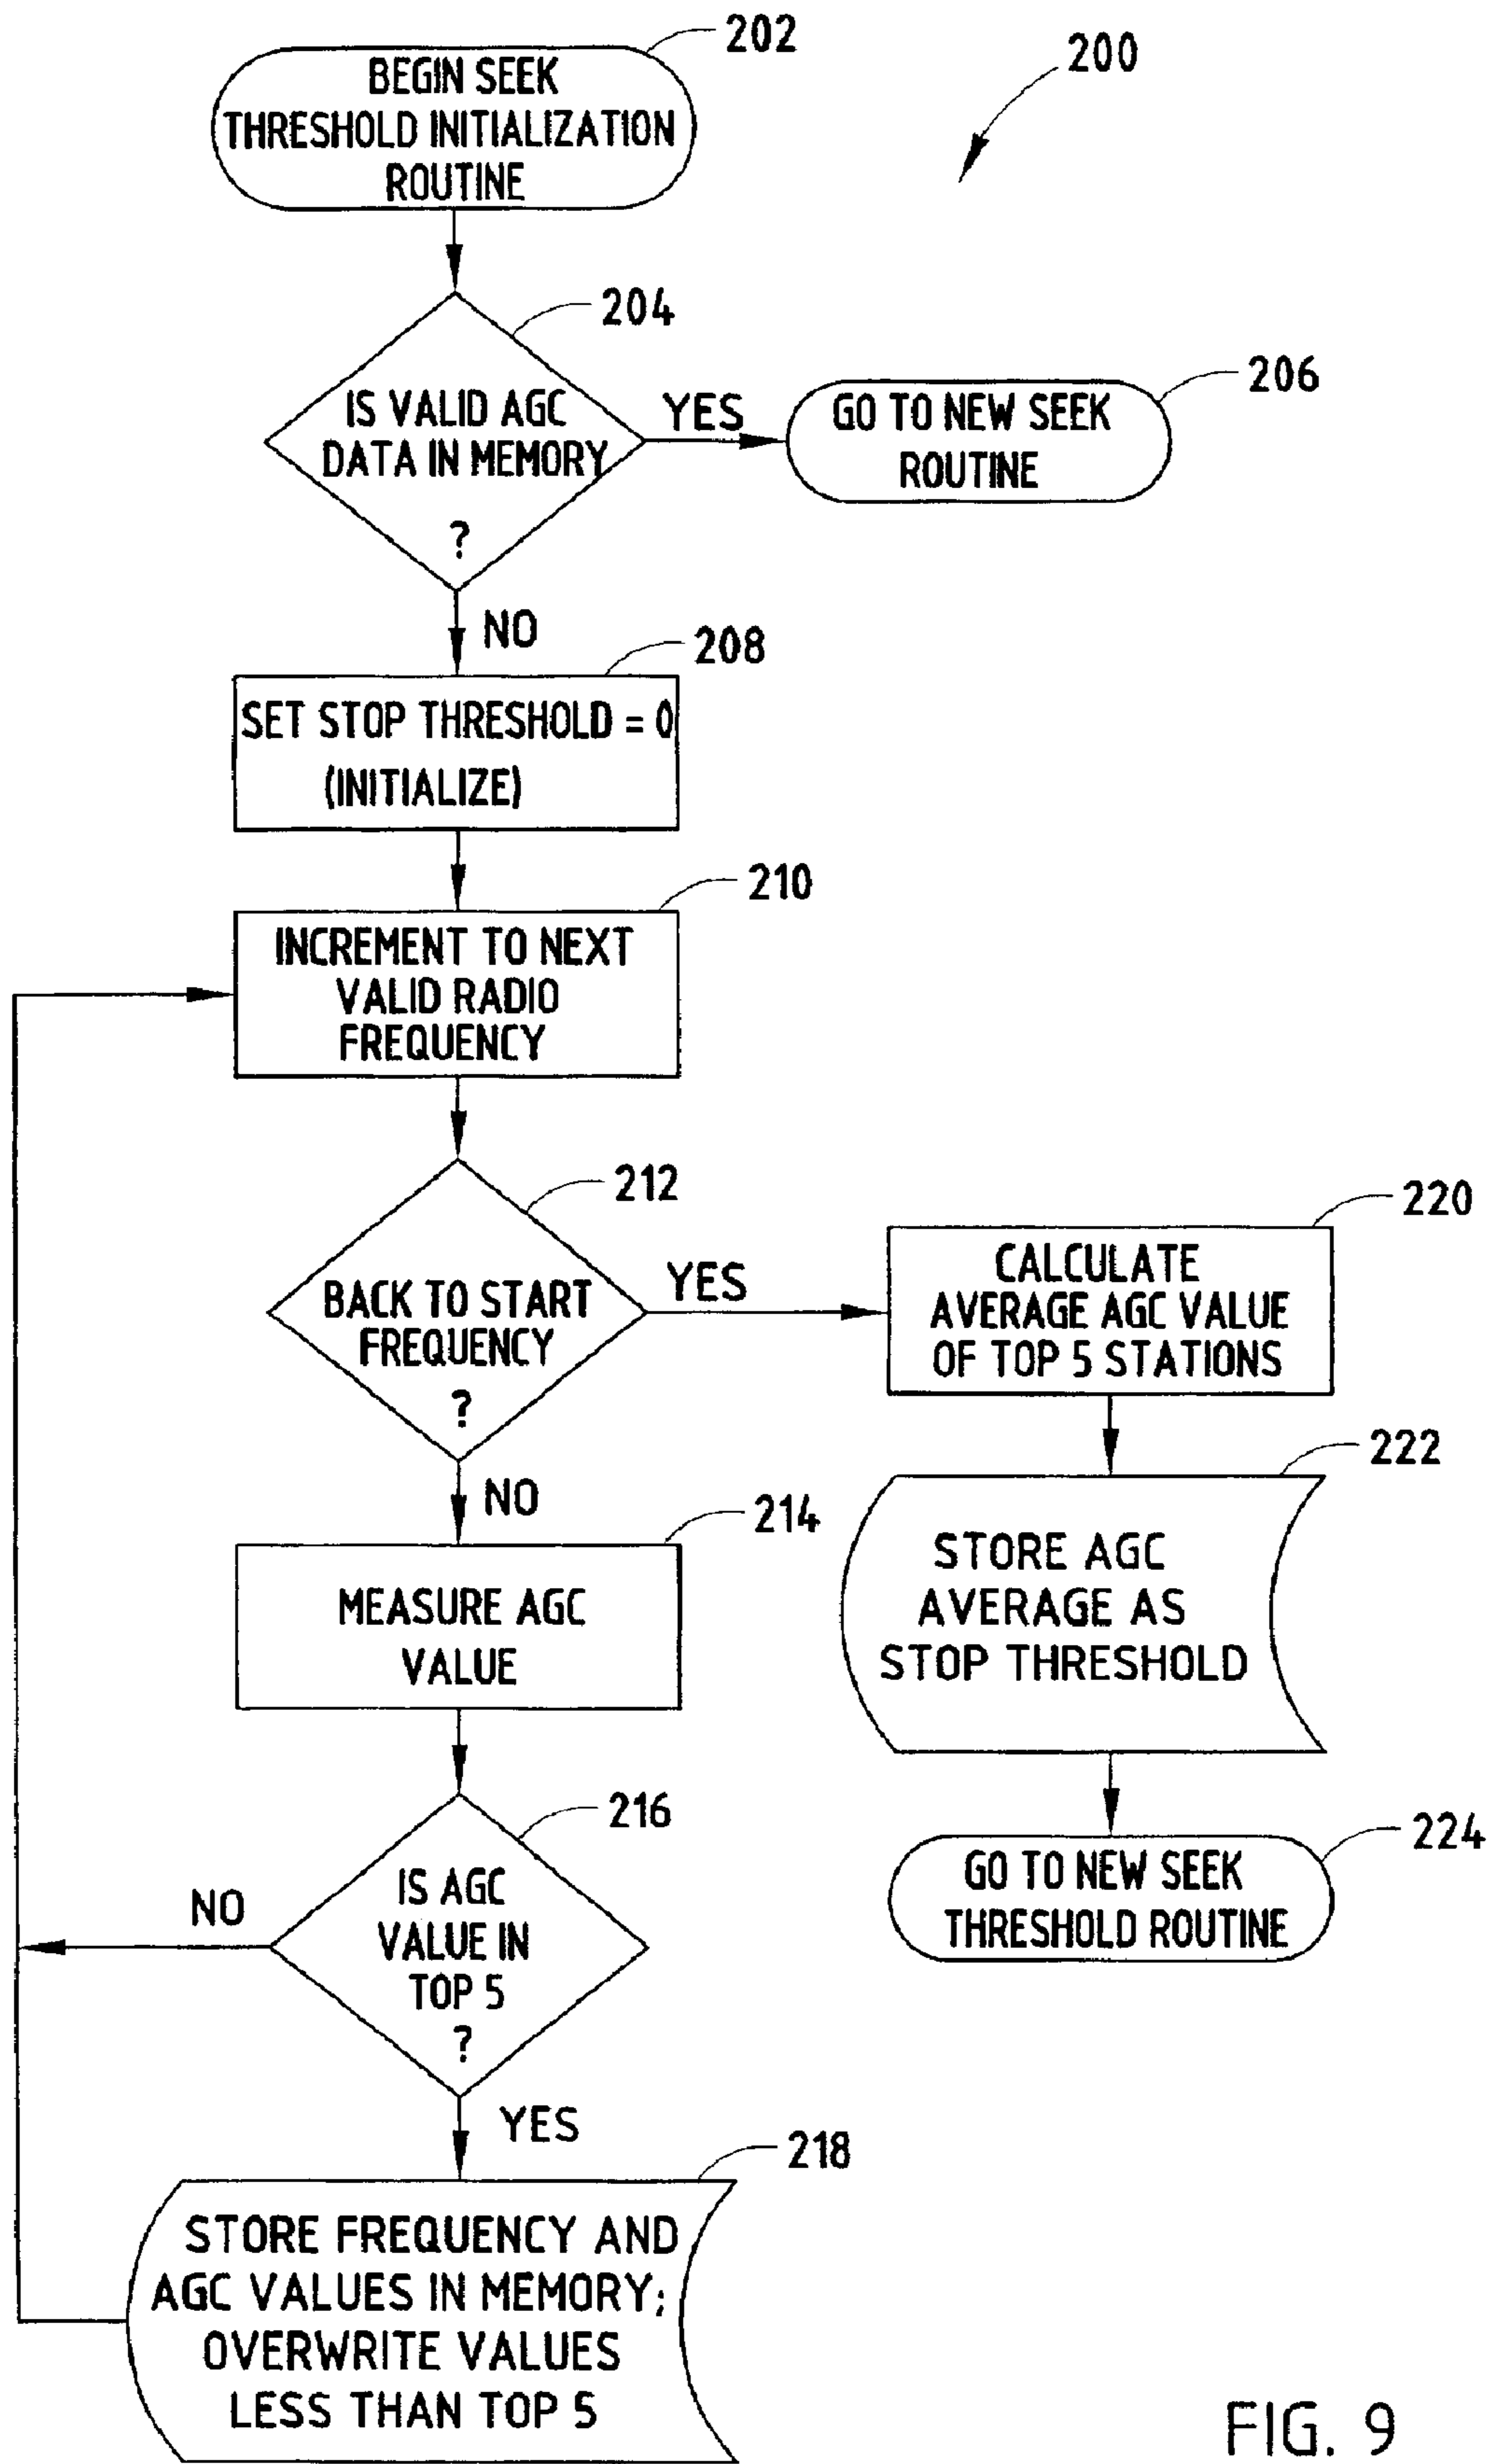 202
200
BEGIN SEEK
THRESHOLD INITIALIZATION
ROUTINE
204
IS VALID AGC
DATA IN MEMORY
?
YES
206
GO TO NEW SEEK
ROUTINE
NO
208
SET STOP THRESHOLD = 0
(INITIALIZE)
210
INCREMENT TO NEXT
VALID RADIO
FREQUENCY
212
BACK TO START
FREQUENCY
?
YES
220
CALCULATE
AVERAGE AGC VALUE
OF TOP 5 STATIONS
222
STORE AGC
AVERAGE AS
STOP THRESHOLD
224
GO TO NEW SEEK
THRESHOLD ROUTINE
NO
214
MEASURE AGC
VALUE
216
IS AGC
VALUE IN
TOP 5
?
NO
YES
218
STORE FREQUENCY AND
AGC VALUES IN MEMORY;
OVERWRITE VALUES
LESS THAN TOP 5
FIG. 9